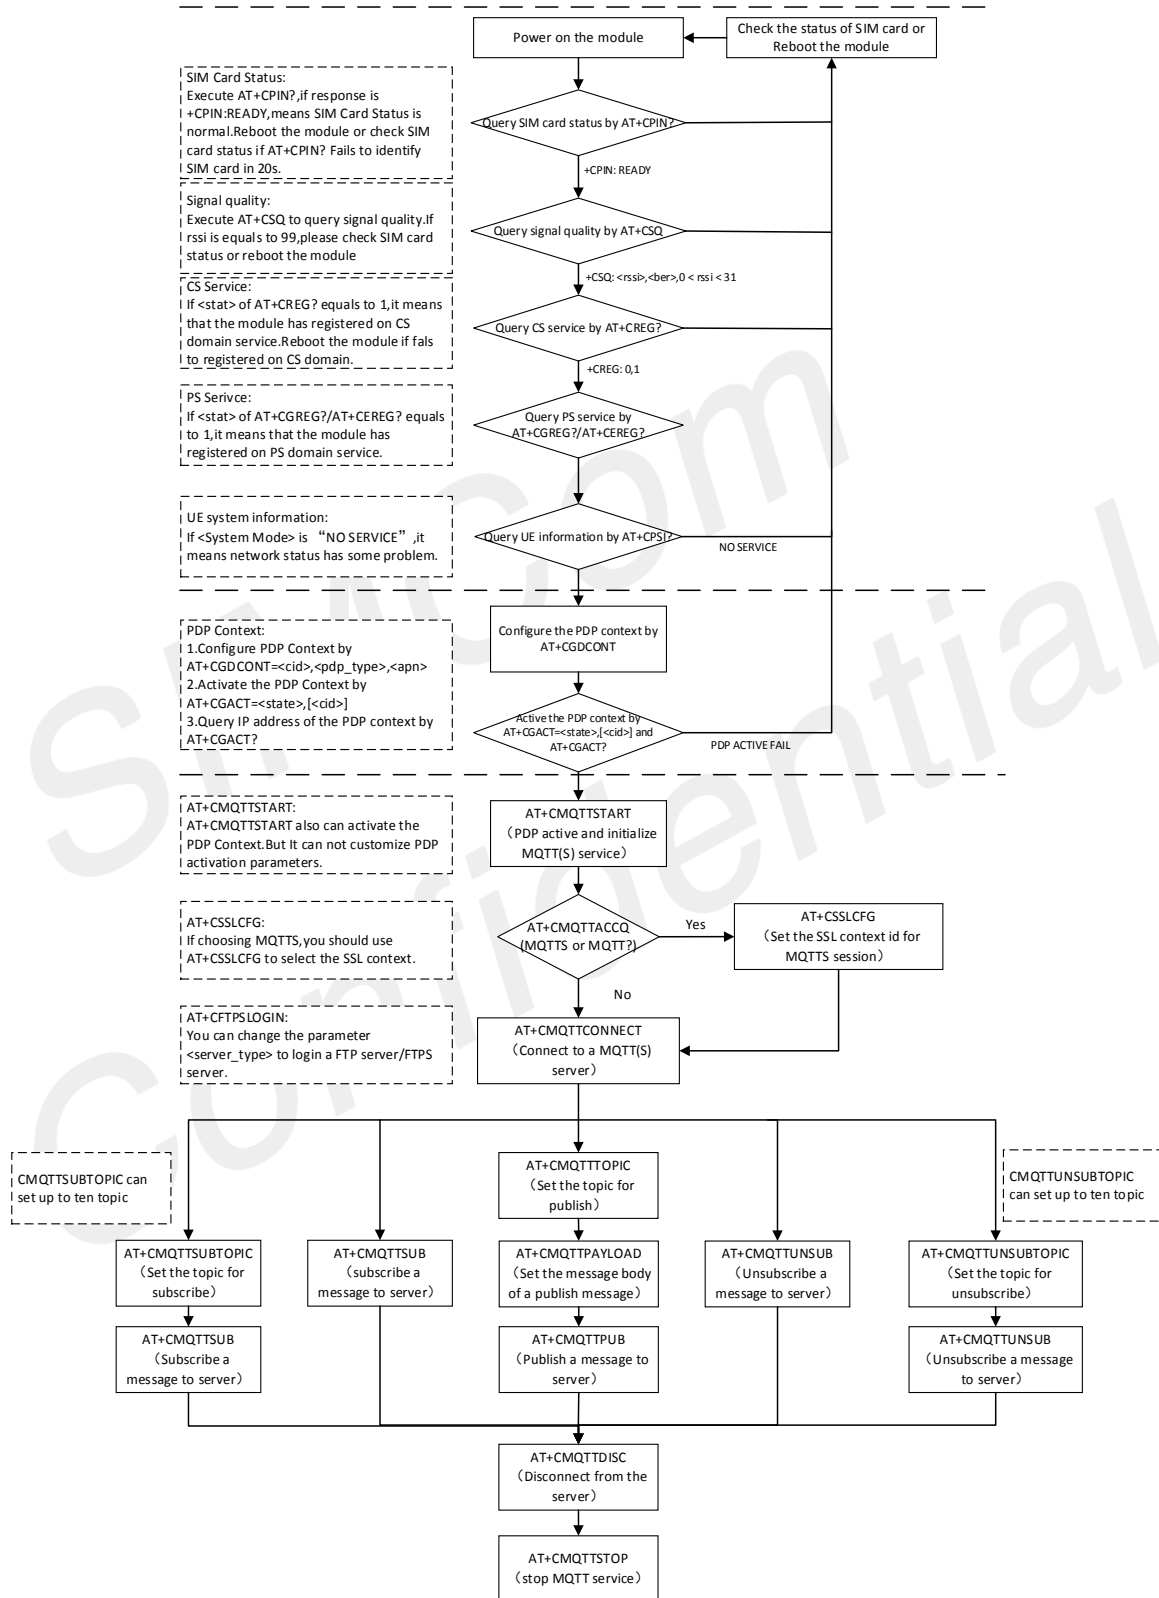 Power on the module
Check the status of SIM card or
Reboot the module
SIM Card Status:
Execute AT+CPIN?,if response is
+CPIN:READY,means SIM Card Status is
normal.Reboot the module or check SIM
card status if AT+CPIN? Fails to identify
SIM card in 20s.
Query SIM card status by AT+CPIN?
+CPIN: READY
Signal quality:
Execute AT+CSQ to query signal quality.If
rssi is equals to 99,please check SIM card
status or reboot the module
Query signal quality by AT+CSQ
+CSQ: <rssi>,<ber>,0 < rssi < 31
CS Service:
If <stat> of AT+CREG? equals to 1,it means
that the module has registered on CS
domain service.Reboot the module if fals
to registered on CS domain.
Query CS service by AT+CREG?
+CREG: 0,1
PS Serivce:
If <stat> of AT+CGREG?/AT+CEREG? equals
to 1,it means that the module has
registered on PS domain service.
Query PS service by
AT+CGREG?/AT+CEREG?
UE system information:
If <System Mode> is “NO SERVICE”,it
means network status has some problem.
Query UE information by AT+CPSI?
NO SERVICE
Configure the PDP context by
AT+CGDCONT
PDP Context:
1.Configure PDP Context by
AT+CGDCONT=<cid>,<pdp_type>,<apn>
2.Activate the PDP Context by
AT+CGACT=<state>,[<cid>]
3.Query IP address of the PDP context by
AT+CGACT?
Active the PDP context by
AT+CGACT=<state>,[<cid>] and
AT+CGACT?
PDP ACTIVE FAIL
AT+CMQTTSTART:
AT+CMQTTSTART also can activate the
PDP Context.But It can not customize PDP
activation parameters.
AT+CMQTTSTART
（PDP active and initialize
MQTT(S) service）
AT+CSSLCFG:
If choosing MQTTS,you should use
AT+CSSLCFG to select the SSL context.
AT+CMQTTACCQ
(MQTTS or MQTT?)
Yes
No
AT+CSSLCFG
（Set the SSL context id for
MQTTS session）
AT+CFTPSLOGIN:
You can change the parameter
<server_type> to login a FTP server/FTPS
server.
AT+CMQTTCONNECT
（Connect to a MQTT(S)
server）
CMQTTSUBTOPIC can
set up to ten topic
AT+CMQTTTOPIC
（Set the topic for
publish）
CMQTTUNSUBTOPIC
can set up to ten topic
AT+CMQTTSUBTOPIC
（Set the topic for
subscribe）
AT+CMQTTSUB
（subscribe a
message to server）
AT+CMQTTPAYLOAD
（Set the message body
of a publish message）
AT+CMQTTUNSUB
（Unsubscribe a
message to server）
AT+CMQTTUNSUBTOPIC
（Set the topic for
unsubscribe）
AT+CMQTTSUB
（Subscribe a
message to server）
AT+CMQTTPUB
（Publish a message to
server）
AT+CMQTTUNSUB
（Unsubscribe a message
to server）
AT+CMQTTDISC
（Disconnect from the
server）
AT+CMQTTSTOP
（stop MQTT service）
SIMCom
Confidential